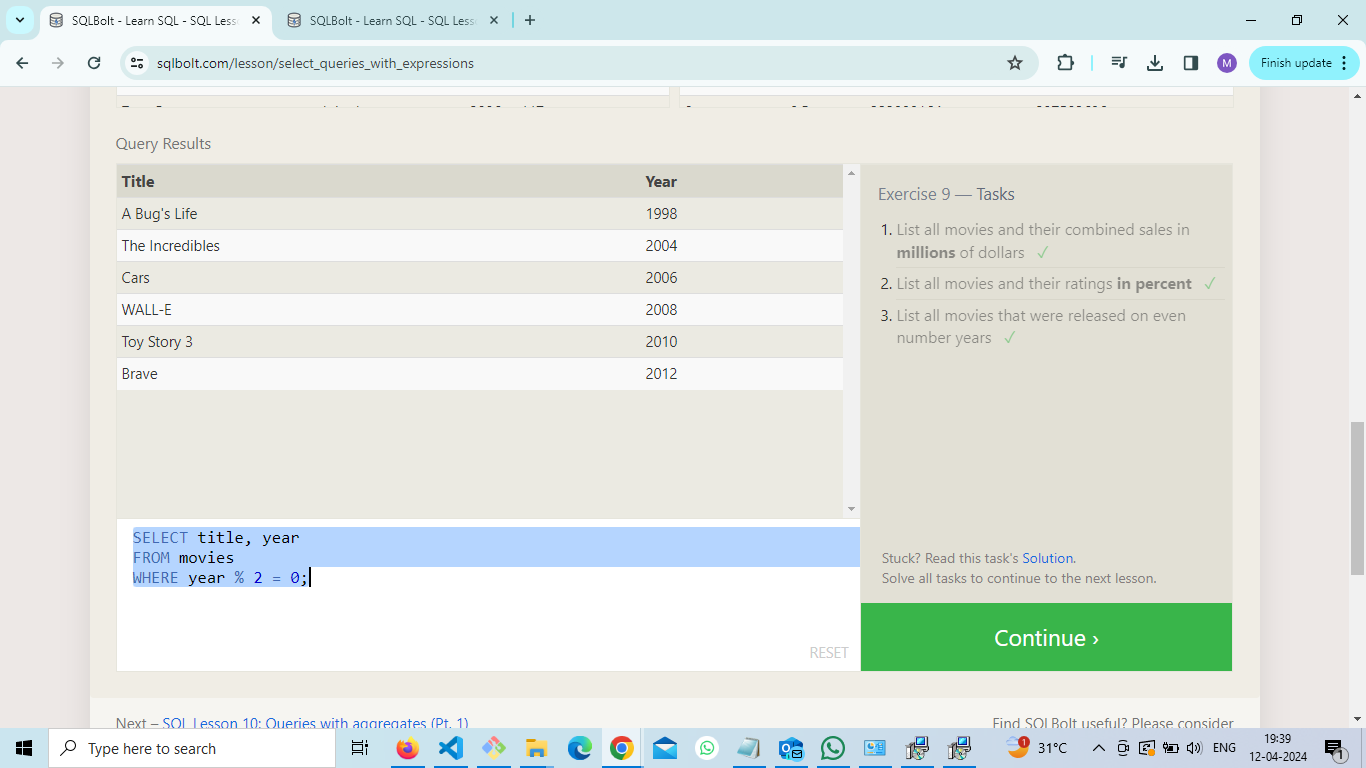 SQLBolt - Learn SQL - SQL Less
SQLBolt - Learn SQL - SQL Less
sqlbolt.com/lesson/select_queries_with_expressions
M
Finish update
Query Results
Title Year
A Bug's Life 1998
The Incredibles 2004
Cars 2006
WALL-E 2008
Toy Story 3 2010
Brave 2012
Exercise 9 — Tasks
1. List all movies and their combined sales in
millions of dollars ✓
2. List all movies and their ratings in percent ✓
3. List all movies that were released on even
number years ✓
SELECT title, year
FROM movies
WHERE year % 2 = 0;
RESET
Stuck? Read this task's Solution.
Solve all tasks to continue to the next lesson.
Continue ›
Next – SQL Lesson 10: Queries with aggregates (Pt. 1)
Find SQLBolt useful? Please consider
Type here to search
1
31°C
ENG
19:39
12-04-2024
1